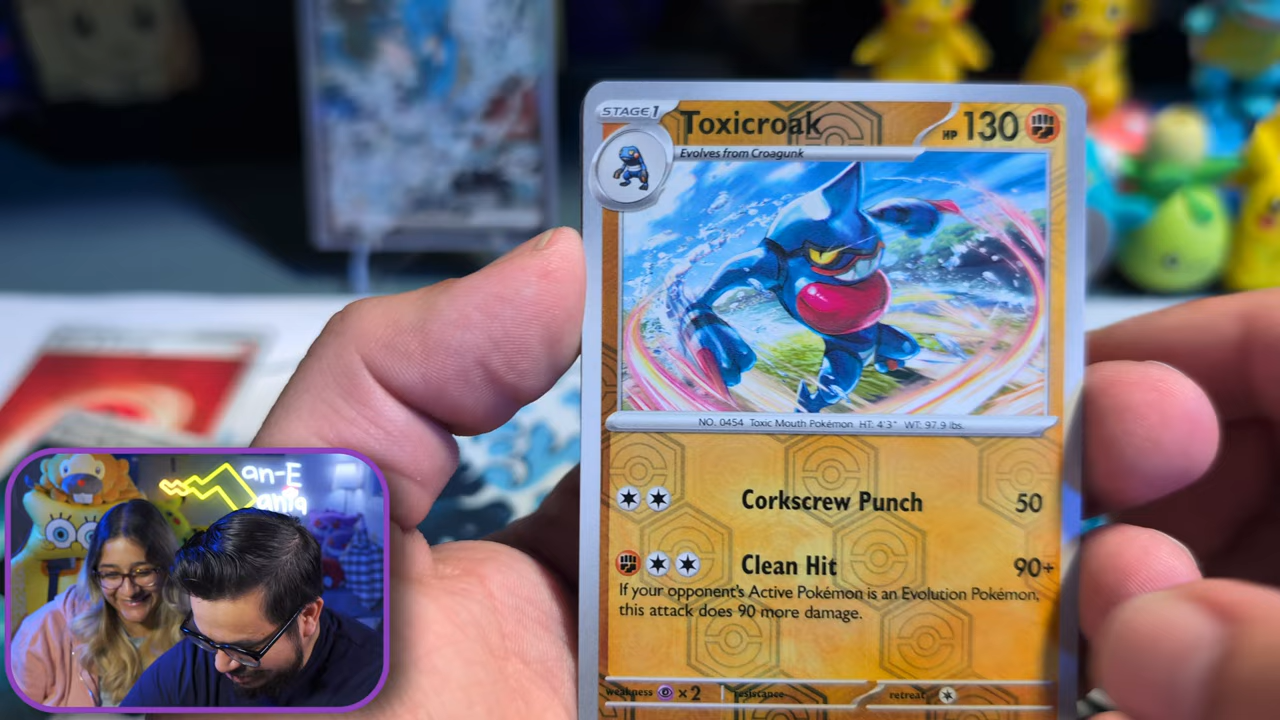 STAGE 1
Toxicroak
HP 130
Evolves from Croagunk
NO. 0454 Toxic Mouth Pokémon HT: 4'3" WT: 97.9 lbs.
Corkscrew Punch 50
Clean Hit 90+
If your opponent's Active Pokémon is an Evolution Pokémon,
this attack does 90 more damage.
weakness ×2 resistance retreat
an-E